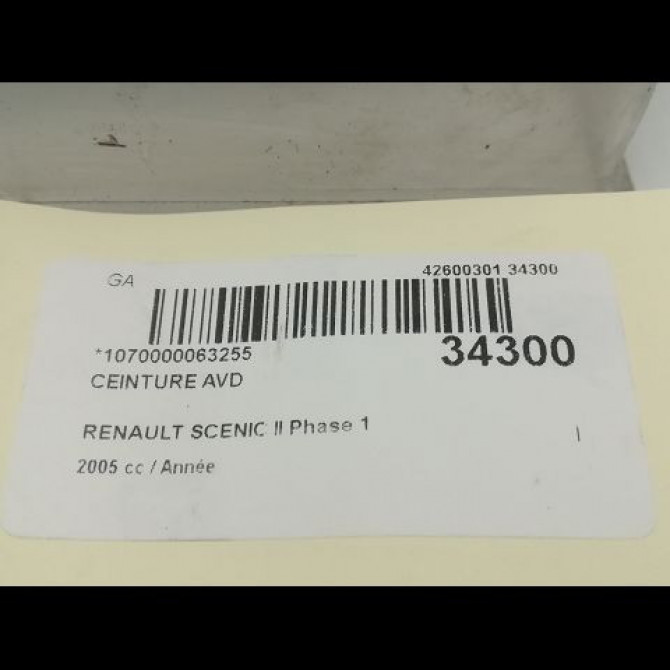 GA 42600301 34300
*1070000063255 34300
CEINTURE AVD
RENAULT SCENIC II Phase 1
2005 cc / Année